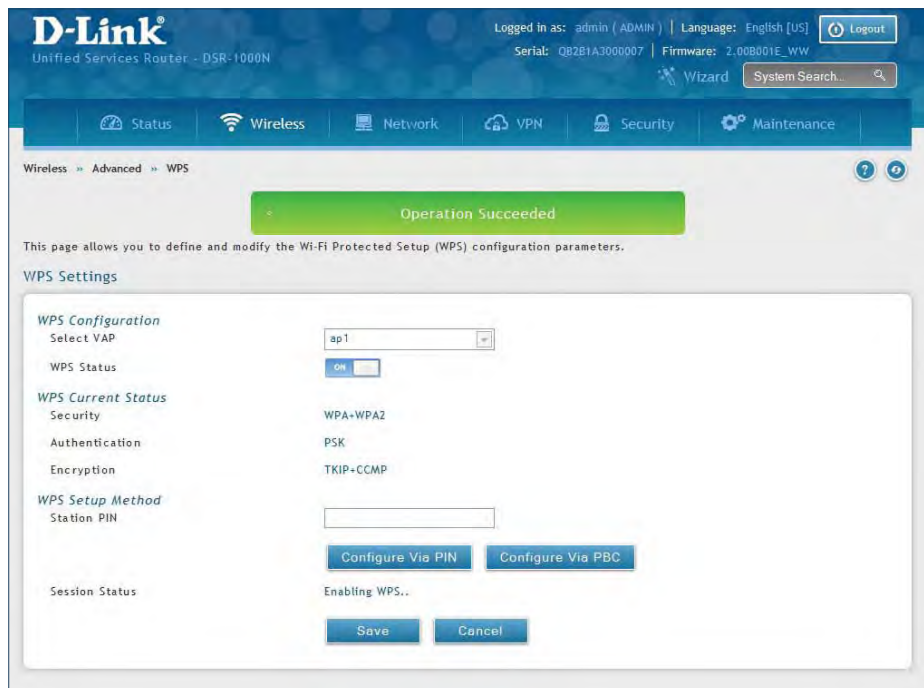 D-Link
Logged in as: admin ( ADMIN ) | Language: English [US] Logout
Unified Services Router - DSR-1000N
Serial: QB2B1A3000007 | Firmware: 2.00B001E_WW
Wizard System Search...
Status Wireless Network VPN Security Maintenance
Wireless » Advanced » WPS
Operation Succeeded
This page allows you to define and modify the Wi-Fi Protected Setup (WPS) configuration parameters.
WPS Settings
WPS Configuration
Select VAP ap1
WPS Status ON
WPS Current Status
Security WPA+WPA2
Authentication PSK
Encryption TKIP+CCMP
WPS Setup Method
Station PIN
Configure Via PIN Configure Via PBC
Session Status Enabling WPS..
Save Cancel